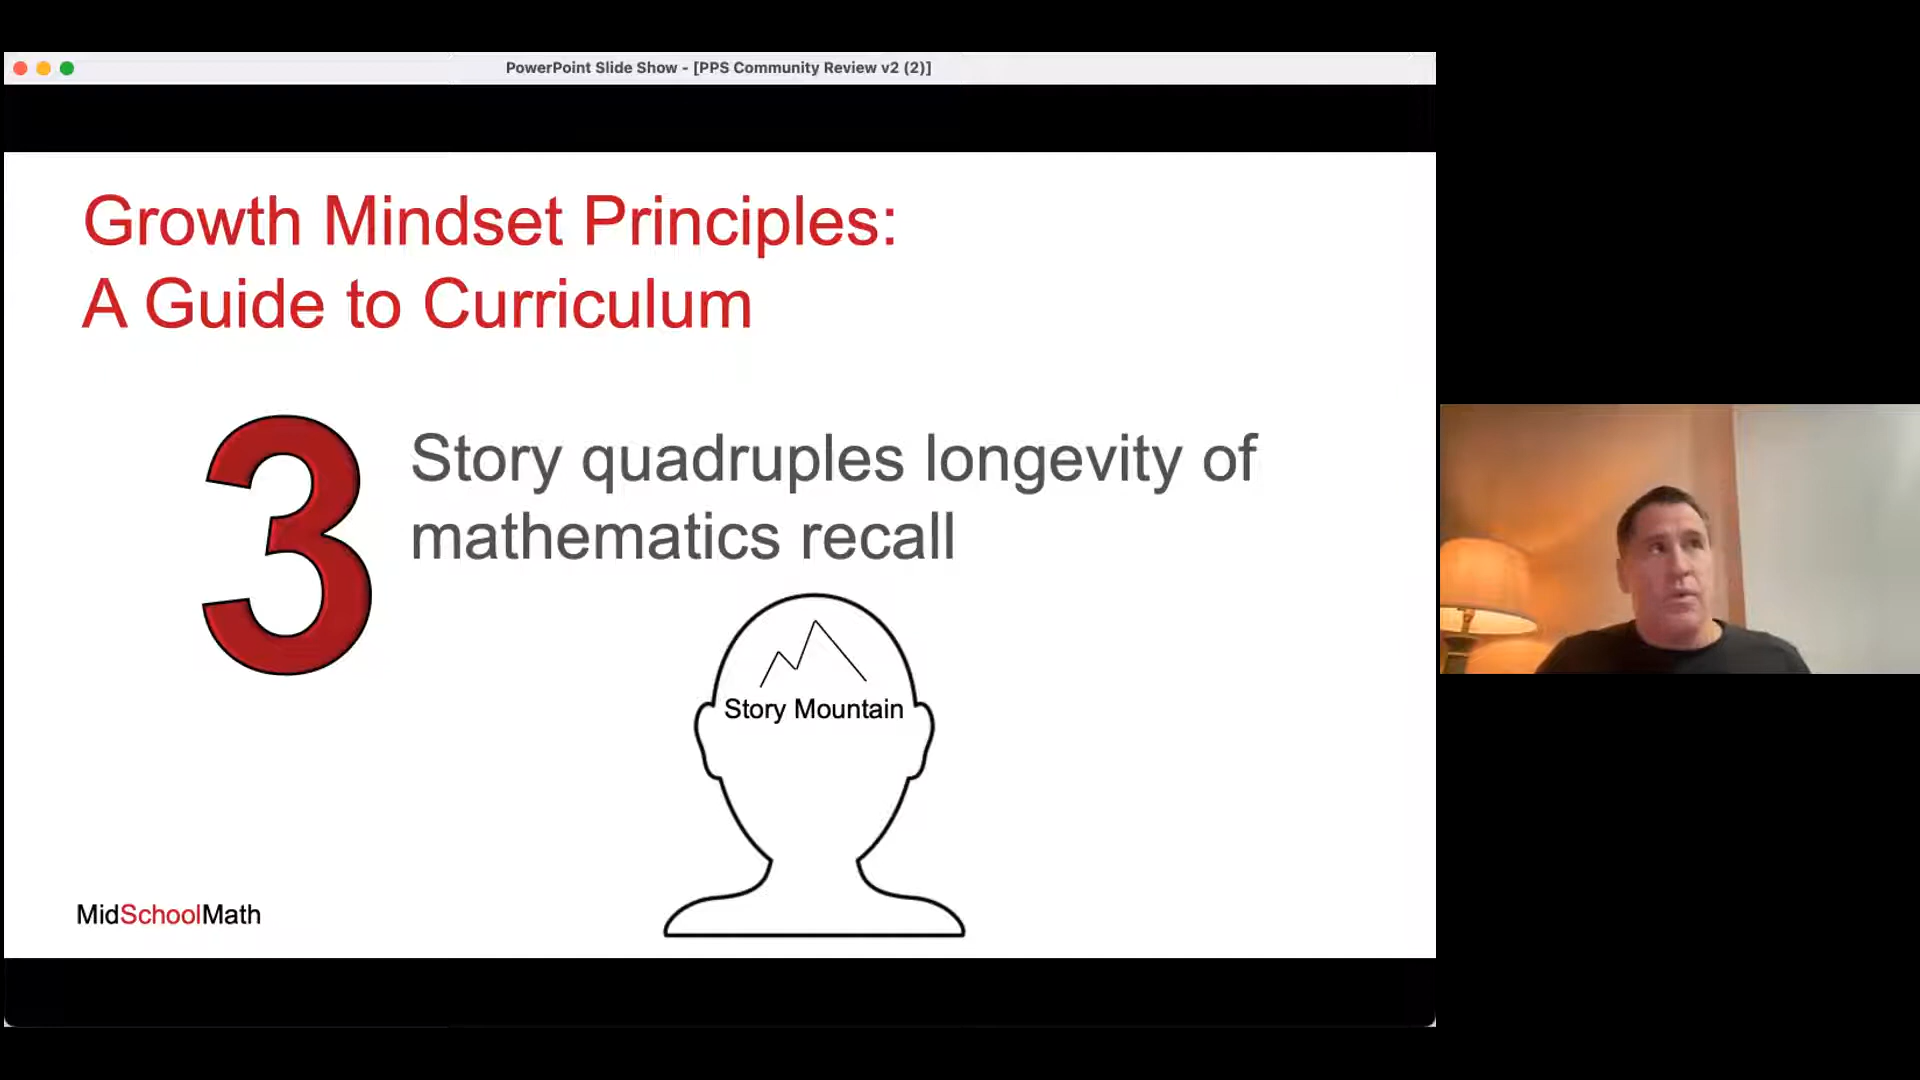 PowerPoint Slide Show - [PPS Community Review v2 (2)]
Growth Mindset Principles:
A Guide to Curriculum
3
Story quadruples longevity of
mathematics recall
Story Mountain
MidSchoolMath